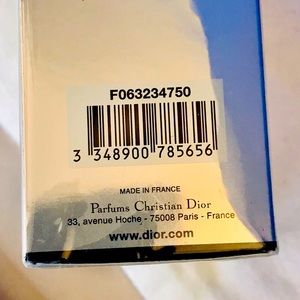 F063234750
3 348900 785656
MADE IN FRANCE
Parfums Christian Dior
33, avenue Hoche - 75008 Paris - France
www.dior.com